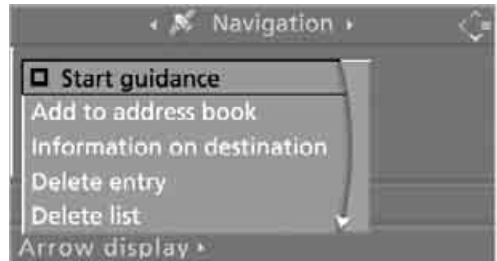 Navigation
Start guidance
Add to address book
Information on destination
Delete entry
Delete list
Arrow display